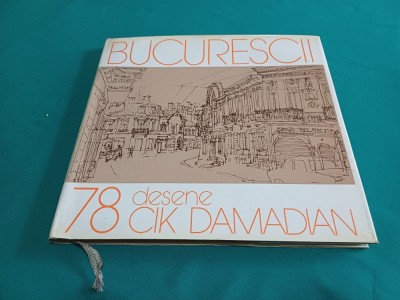 BUCURESCII
78 desene
CIK DAMADIAN